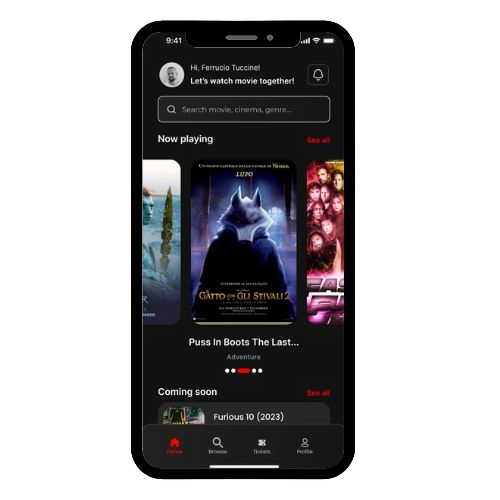 9:41
Hi, Ferrucio Tuccine!
Let's watch movie together!
Search movie, cinema, genre...
Now playing
See all
UN NUOVO CAPITOLO DALLE FAVOLE DI SHREK
LUPO
IL GATTO CON GLI STIVALI 2
Puss In Boots The Last...
Adventure
Coming soon
See all
Furious 10 (2023)
Home
Browse
Tickets
Profile